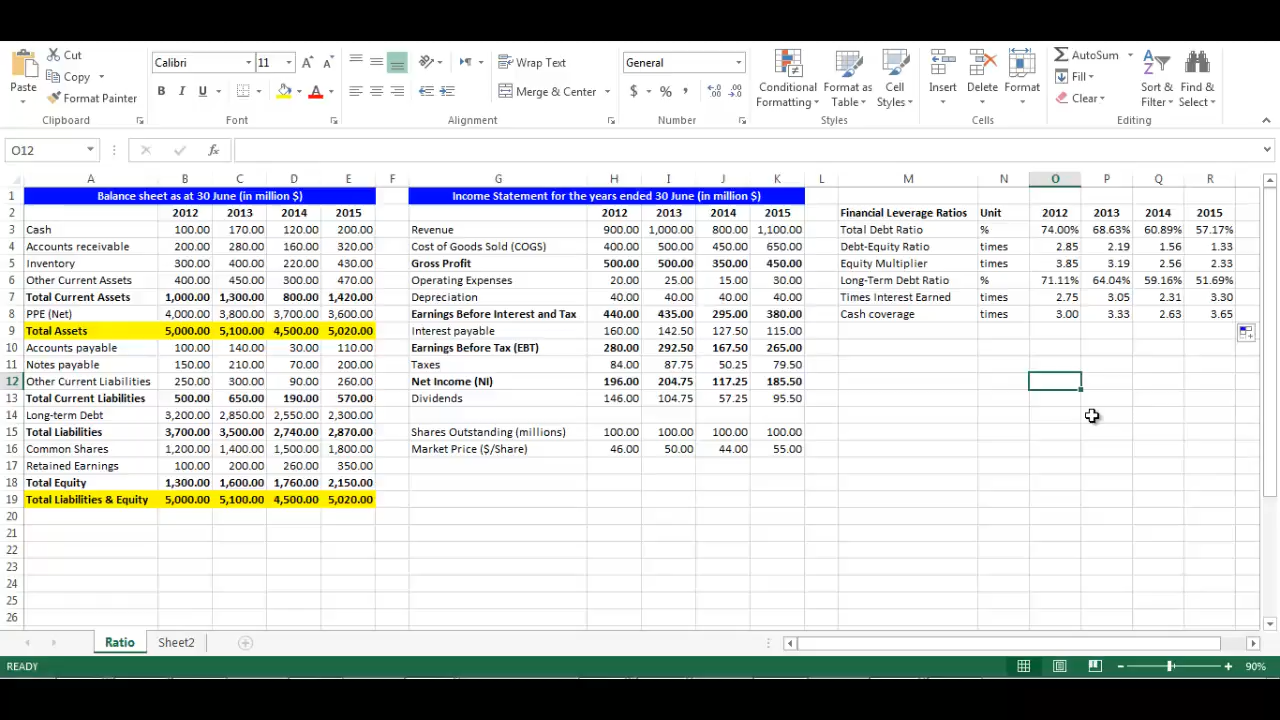 Cut
Copy
Format Painter
Paste
Clipboard
Calibri 11
B I U A
Font
Wrap Text
Merge & Center
Alignment
General
$ % ,
Number
Conditional Formatting
Format as Table
Cell Styles
Styles
Insert Delete Format
Cells
AutoSum
Fill
Clear
Sort & Filter
Find & Select
Editing
O12 fx
A B C D E F G H I J K L M N O P Q R
1 Balance sheet as at 30 June (in million $) Income Statement for the years ended 30 June (in million $)
2 2012 2013 2014 2015 2012 2013 2014 2015 Financial Leverage Ratios Unit 2012 2013 2014 2015
3 Cash 100.00 170.00 120.00 200.00 Revenue 900.00 1,000.00 800.00 1,100.00 Total Debt Ratio % 74.00% 68.63% 60.89% 57.17%
4 Accounts receivable 200.00 280.00 160.00 320.00 Cost of Goods Sold (COGS) 400.00 500.00 450.00 650.00 Debt-Equity Ratio times 2.85 2.19 1.56 1.33
5 Inventory 300.00 400.00 220.00 430.00 Gross Profit 500.00 500.00 350.00 450.00 Equity Multiplier times 3.85 3.19 2.56 2.33
6 Other Current Assets 400.00 450.00 300.00 470.00 Operating Expenses 20.00 25.00 15.00 30.00 Long-Term Debt Ratio % 71.11% 64.04% 59.16% 51.69%
7 Total Current Assets 1,000.00 1,300.00 800.00 1,420.00 Depreciation 40.00 40.00 40.00 40.00 Times Interest Earned times 2.75 3.05 2.31 3.30
8 PPE (Net) 4,000.00 3,800.00 3,700.00 3,600.00 Earnings Before Interest and Tax 440.00 435.00 295.00 380.00 Cash coverage times 3.00 3.33 2.63 3.65
9 Total Assets 5,000.00 5,100.00 4,500.00 5,020.00 Interest payable 160.00 142.50 127.50 115.00
10 Accounts payable 100.00 140.00 30.00 110.00 Earnings Before Tax (EBT) 280.00 292.50 167.50 265.00
11 Notes payable 150.00 210.00 70.00 200.00 Taxes 84.00 87.75 50.25 79.50
12 Other Current Liabilities 250.00 300.00 90.00 260.00 Net Income (NI) 196.00 204.75 117.25 185.50
13 Total Current Liabilities 500.00 650.00 190.00 570.00 Dividends 146.00 104.75 57.25 95.50
14 Long-term Debt 3,200.00 2,850.00 2,550.00 2,300.00
15 Total Liabilities 3,700.00 3,500.00 2,740.00 2,870.00 Shares Outstanding (millions) 100.00 100.00 100.00 100.00
16 Common Shares 1,200.00 1,400.00 1,500.00 1,800.00 Market Price ($/Share) 46.00 50.00 44.00 55.00
17 Retained Earnings 100.00 200.00 260.00 350.00
18 Total Equity 1,300.00 1,600.00 1,760.00 2,150.00
19 Total Liabilities & Equity 5,000.00 5,100.00 4,500.00 5,020.00
20
21
22
23
24
25
26
Ratio Sheet2
READY 90%